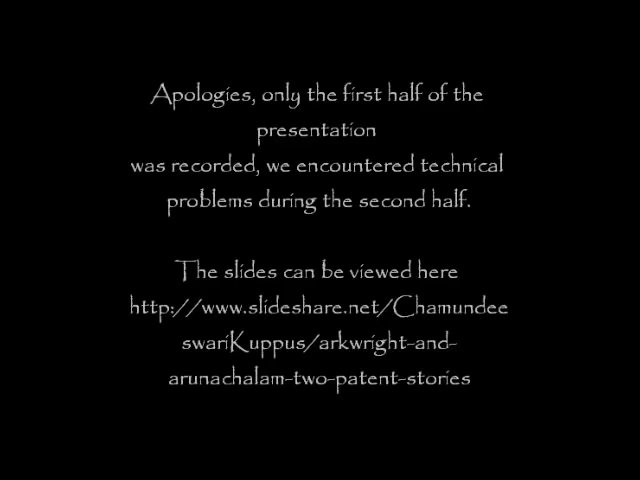 Apologies, only the first half of the
presentation
was recorded, we encountered technical
problems during the second half.
The slides can be viewed here
http://www.slideshare.net/Chamundee
swariKuppus/arkwright-and-
arunachalam-two-patent-stories